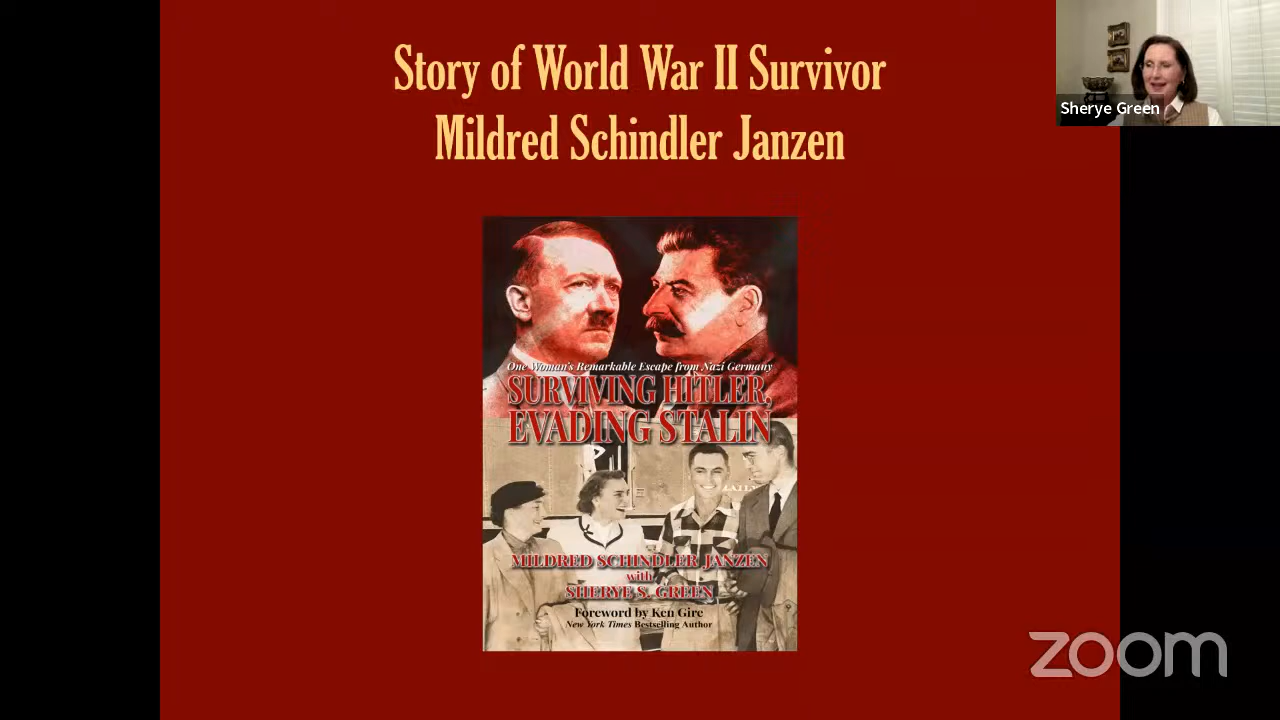 Story of World War II Survivor
Mildred Schindler Janzen
Sherye Green
One Woman's Remarkable Escape from Nazi Germany
SURVIVING HITLER,
EVADING STALIN
MILDRED SCHINDLER JANZEN
with
SHERYE S. GREEN
Foreword by Ken Gire
New York Times Bestselling Author
zoom